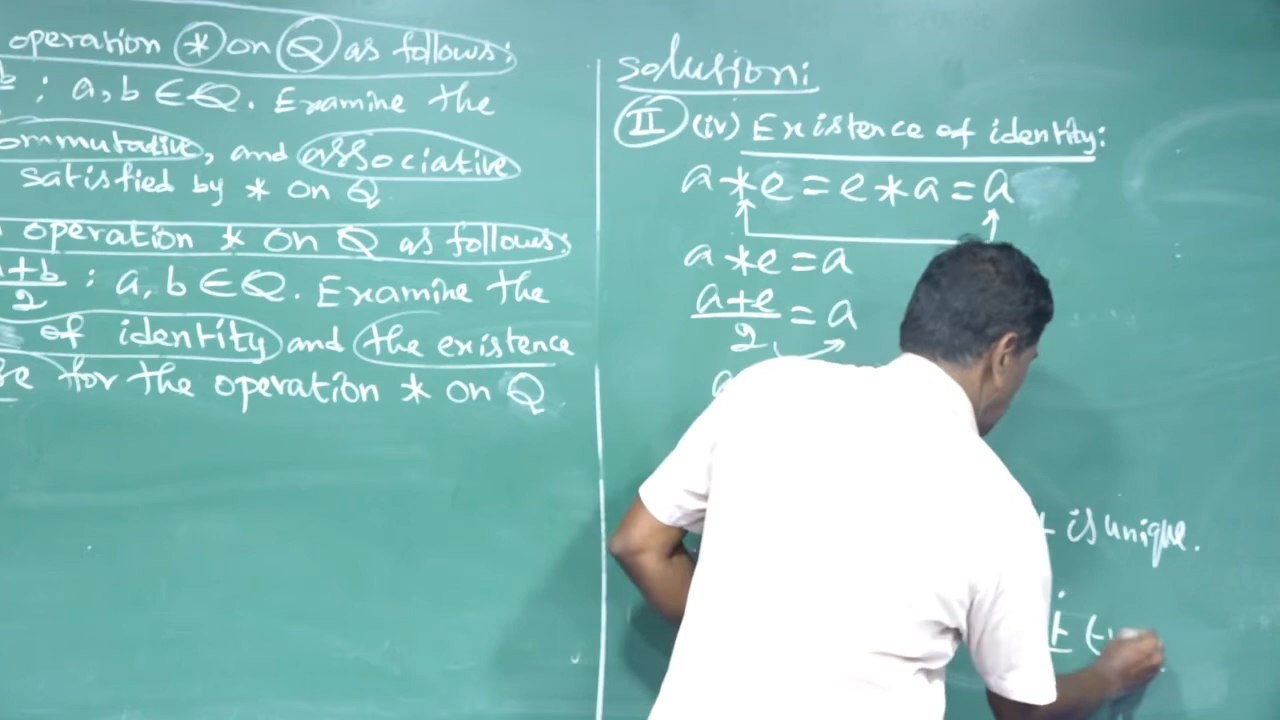 operation * on Q as follows;
b : a, b ∈ Q. Examine the
ommutative, and associative
satisfied by * on Q
operation * on Q as follows;
a+b/2 : a, b ∈ Q. Examine the
of identity and the existence
for the operation * on Q
solution:
II (iv) Existence of identity:
a * e = e * a = a
a * e = a
a+e/2 = a
is unique.